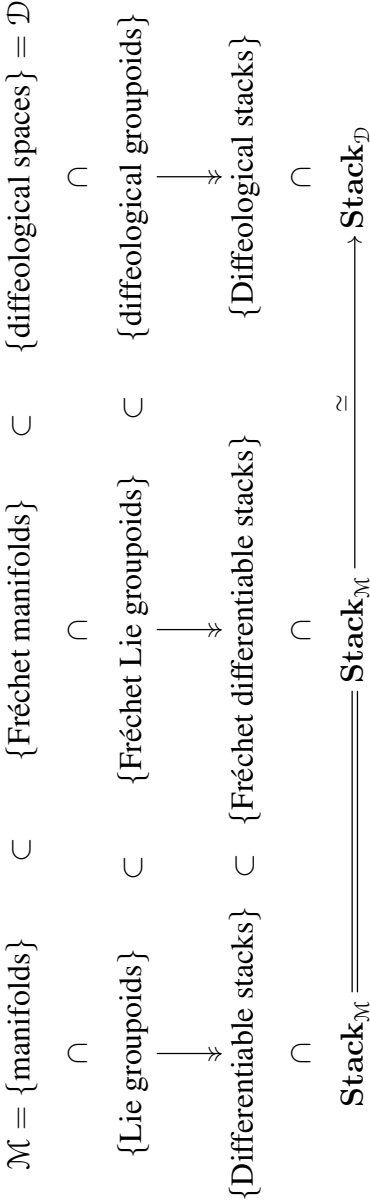 ℳ = {manifolds} ⊂ {Fréchet manifolds} ⊂ {diffeological spaces} = 𝒟
∩ ∩ ∩
{Lie groupoids} ⊂ {Fréchet Lie groupoids} ⊂ {diffeological groupoids}
{Differentiable stacks} ⊂ {Fréchet differentiable stacks} {Diffeological stacks}
∩ ∩ ∩
Stack_ℳ Stack_ℳ ≃ Stack_𝒟